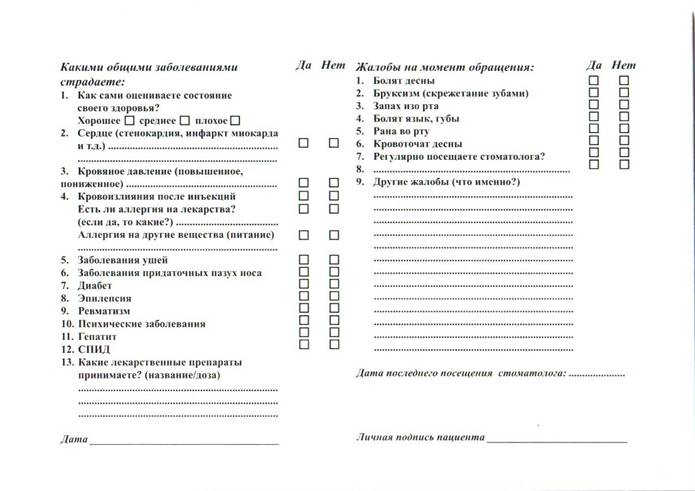 Какими общими заболеваниями Да Нет
страдаете:
1. Как сами оцениваете состояние
своего здоровья?
Хорошее □ среднее □ плохое □
2. Сердце (стенокардия, инфаркт миокарда □ □
и т.д.) ........................................................
....................................................................
3. Кровяное давление (повышенное,
пониженное) ................................................ □ □
4. Кровоизлияния после инъекций □ □
Есть ли аллергия на лекарства? □ □
(если да, то какие?) ...................................
Аллергия на другие вещества (питание) □ □
....................................................................
5. Заболевания ушей □ □
6. Заболевания придаточных пазух носа □ □
7. Диабет □ □
8. Эпилепсия □ □
9. Ревматизм □ □
10. Психические заболевания □ □
11. Гепатит □ □
12. СПИД □ □
13. Какие лекарственные препараты
принимаете? (название/доза)
....................................................................
....................................................................
....................................................................
Дата ________________________________
Жалобы на момент обращения: Да Нет
1. Болят десны □ □
2. Бруксизм (скрежетание зубами) □ □
3. Запах изо рта □ □
4. Болят язык, губы □ □
5. Рана во рту □ □
6. Кровоточат десны □ □
7. Регулярно посещаете стоматолога? □ □
8. .................................................................... □ □
9. Другие жалобы (что именно?)
....................................................................
....................................................................
....................................................................
....................................................................
....................................................................
....................................................................
....................................................................
....................................................................
....................................................................
....................................................................
....................................................................
....................................................................
....................................................................
Дата последнего посещения стоматолога: ....................
Личная подпись пациента ________________________